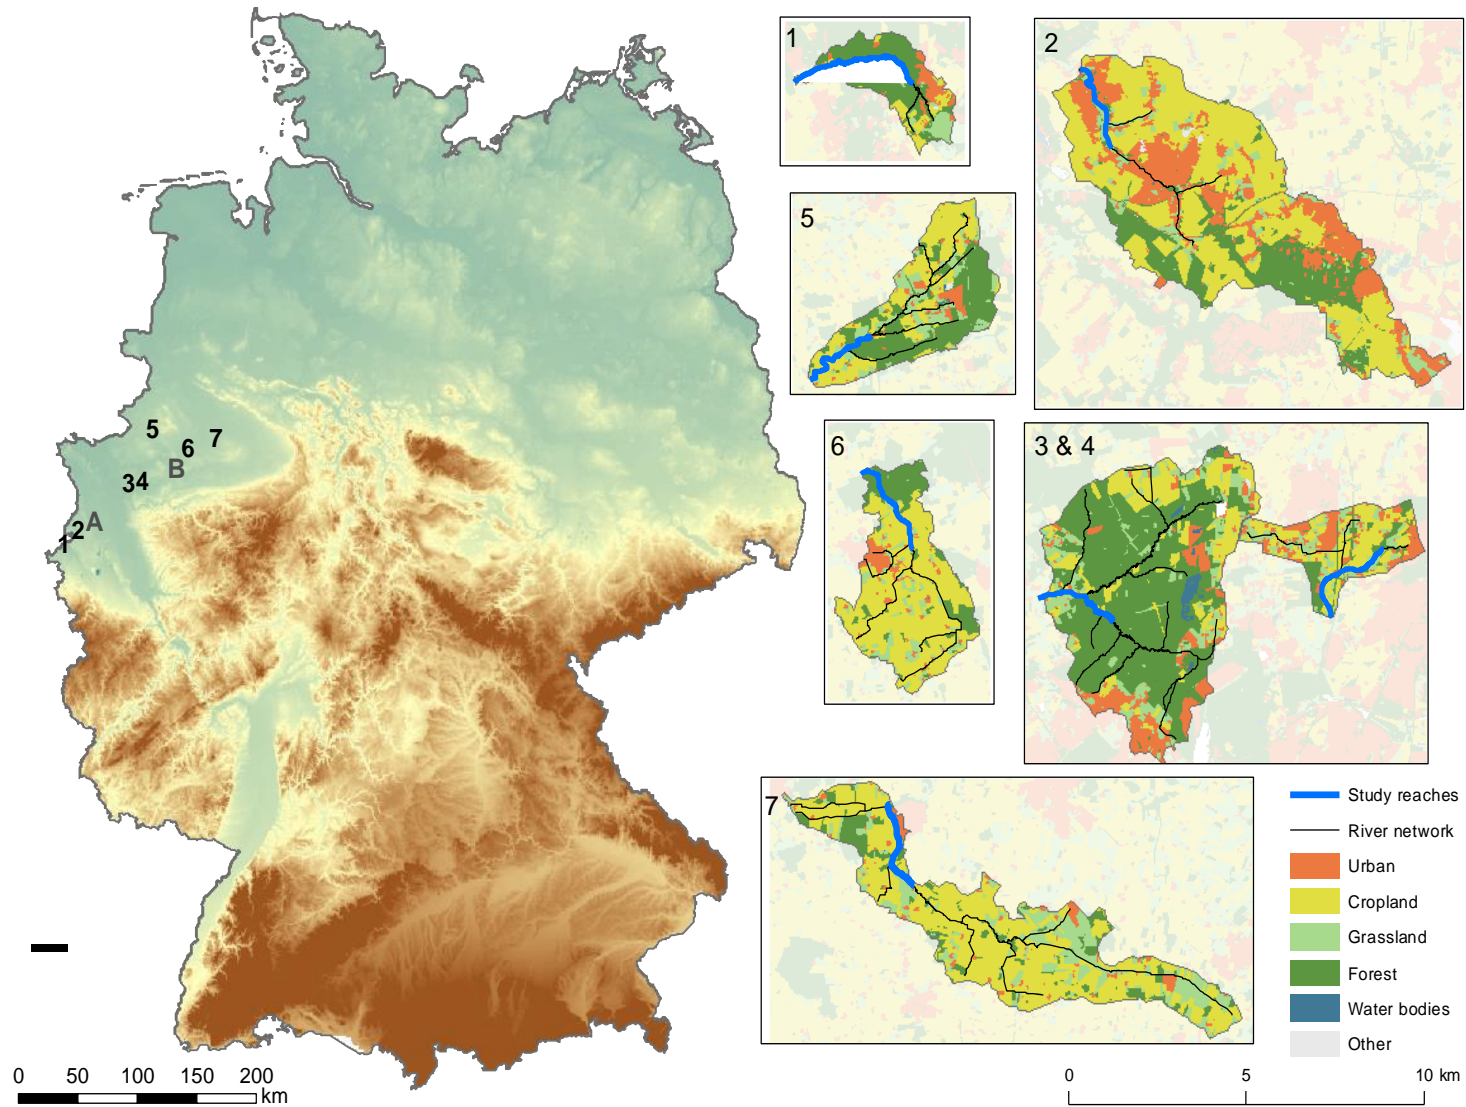 1
2
5
6
3 & 4
7
5
6
7
B
34
A
2
1
Study reaches
River network
Urban
Cropland
Grassland
Forest
Water bodies
Other
0 50 100 150 200 km
0 5 10 km